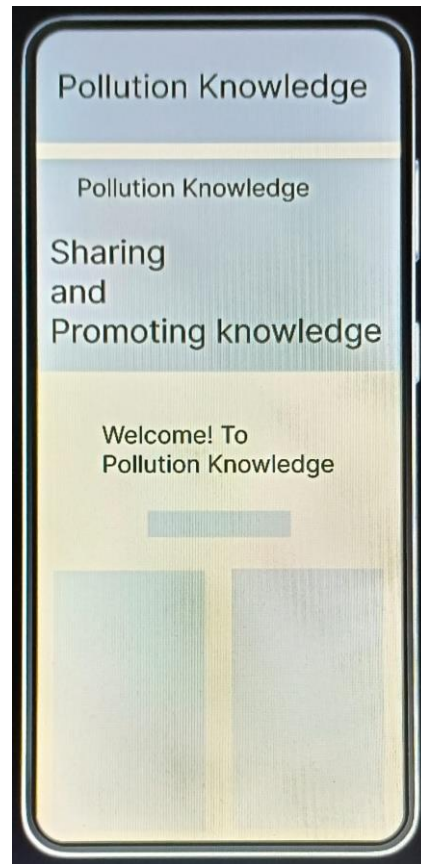 Pollution Knowledge
Pollution Knowledge
Sharing
and
Promoting knowledge
Welcome! To
Pollution Knowledge